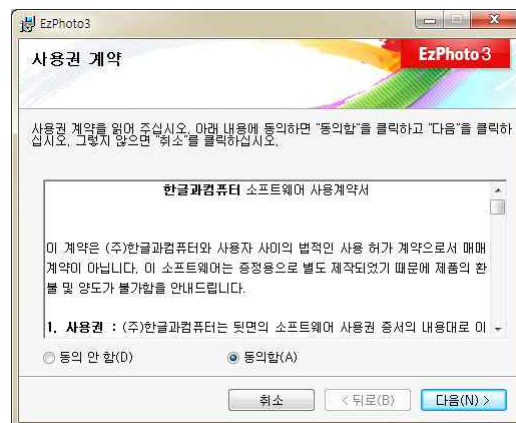 EzPhoto3
사용권 계약
EzPhoto 3
사용권 계약을 읽어 주십시오. 아래 내용에 동의하면 "동의함"을 클릭하고 "다음"을 클릭하
십시오. 그렇지 않으면 "취소"를 클릭하십시오.
한글과컴퓨터 소프트웨어 사용계약서
이 계약은 (주)한글과컴퓨터와 사용자 사이의 법적인 사용 허가 계약으로서 매매
계약이 아닙니다. 이 소프트웨어는 증정용으로 별도 제작되었기 때문에 제품의 환
불 및 양도가 불가함을 안내드립니다.
1. 사용권 : (주)한글과컴퓨터는 뒷면의 소프트웨어 사용권 증서의 내용대로 이
동의 안 함(D) 동의함(A)
취소 < 뒤로(B) 다음(N) >